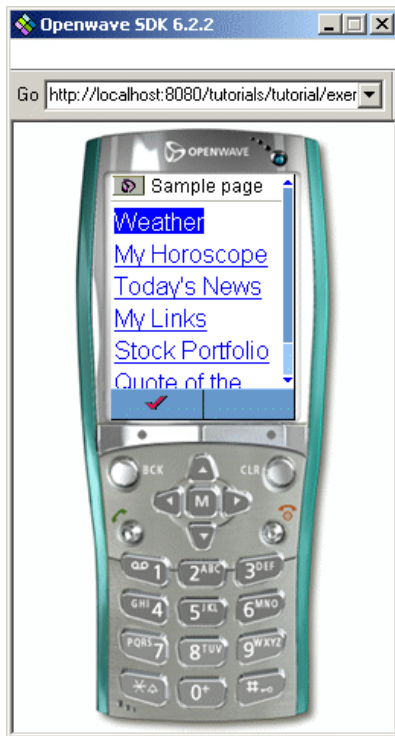 Openwave SDK 6.2.2
Go http://localhost:8080/tutorials/tutorial/exer
OPENWAVE
Sample page
Weather
My Horoscope
Today's News
My Links
Stock Portfolio
Quote of the
BCK CLR
M
1 2ABC 3DEF
GHI4 5JKL 6MNO
PQRS7 8TUV 9WXYZ
* 0+ #